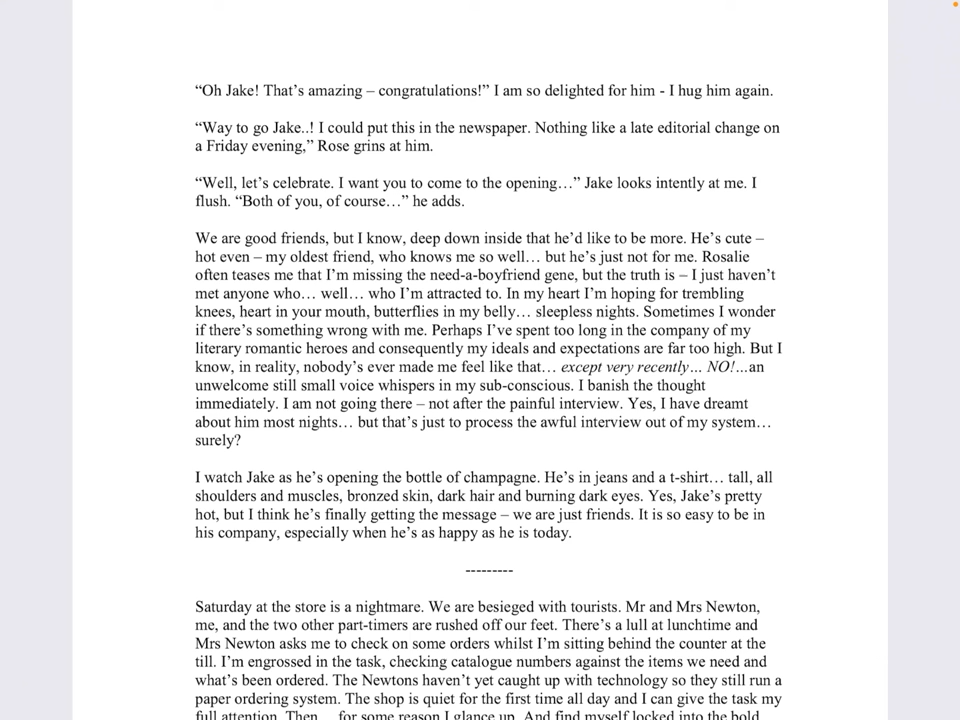 “Oh Jake! That’s amazing – congratulations!” I am so delighted for him - I hug him again.
“Way to go Jake..! I could put this in the newspaper. Nothing like a late editorial change on
a Friday evening,” Rose grins at him.
“Well, let’s celebrate. I want you to come to the opening…” Jake looks intently at me. I
flush. “Both of you, of course…” he adds.
We are good friends, but I know, deep down inside that he’d like to be more. He’s cute –
hot even – my oldest friend, who knows me so well… but he’s just not for me. Rosalie
often teases me that I’m missing the need-a-boyfriend gene, but the truth is – I just haven’t
met anyone who… well… who I’m attracted to. In my heart I’m hoping for trembling
knees, heart in your mouth, butterflies in my belly… sleepless nights. Sometimes I wonder
if there’s something wrong with me. Perhaps I’ve spent too long in the company of my
literary romantic heroes and consequently my ideals and expectations are far too high. But I
know, in reality, nobody’s ever made me feel like that… except very recently… NO!…an
unwelcome still small voice whispers in my sub-conscious. I banish the thought
immediately. I am not going there – not after the painful interview. Yes, I have dreamt
about him most nights… but that’s just to process the awful interview out of my system…
surely?
I watch Jake as he’s opening the bottle of champagne. He’s in jeans and a t-shirt… tall, all
shoulders and muscles, bronzed skin, dark hair and burning dark eyes. Yes, Jake’s pretty
hot, but I think he’s finally getting the message – we are just friends. It is so easy to be in
his company, especially when he’s as happy as he is today.
---------
Saturday at the store is a nightmare. We are besieged with tourists. Mr and Mrs Newton,
me, and the two other part-timers are rushed off our feet. There’s a lull at lunchtime and
Mrs Newton asks me to check on some orders whilst I’m sitting behind the counter at the
till. I’m engrossed in the task, checking catalogue numbers against the items we need and
what’s been ordered. The Newtons haven’t yet caught up with technology so they still run a
paper ordering system. The shop is quiet for the first time all day and I can give the task my
full attention. Then… for some reason I glance up. And find myself locked into the bold